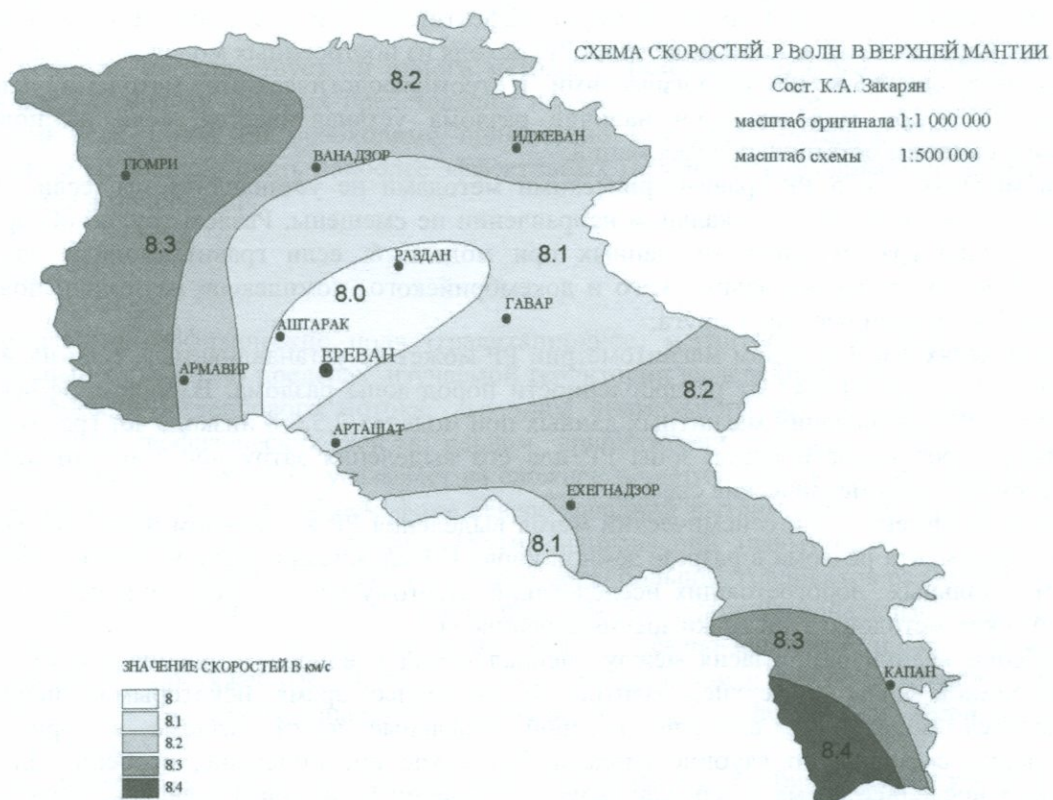 СХЕМА СКОРОСТЕЙ Р ВОЛН В ВЕРХНЕЙ МАНТИИ
Сост. К.А. Закарян
масштаб оригинала 1:1 000 000
масштаб схемы 1:500 000
8.2
ИДЖЕВАН
ВАНАДЗОР
ГЮМРИ
8.3
8.1
РАЗДАН
8.0
ГАВАР
АШТАРАК
ЕРЕВАН
АРМАВИР
8.2
АРТАШАТ
ЕХЕГНАДЗОР
8.1
8.3
КАПАН
8.4
ЗНАЧЕНИЕ СКОРОСТЕЙ В км/с
8
8.1
8.2
8.3
8.4